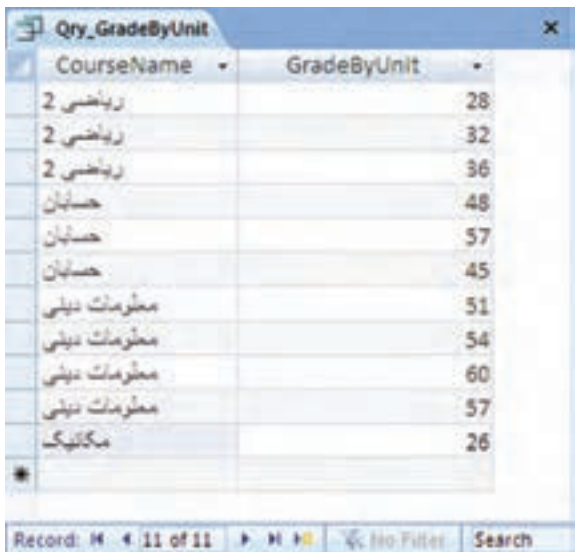 Qry_GradeByUnit
CourseName GradeByUnit
ریاضی 2 28
ریاضی 2 32
ریاضی 2 36
حسابان 48
حسابان 57
حسابان 45
معلومات دینی 51
معلومات دینی 54
معلومات دینی 60
معلومات دینی 57
مکانیک 26
Record: 11 of 11 No Filter Search